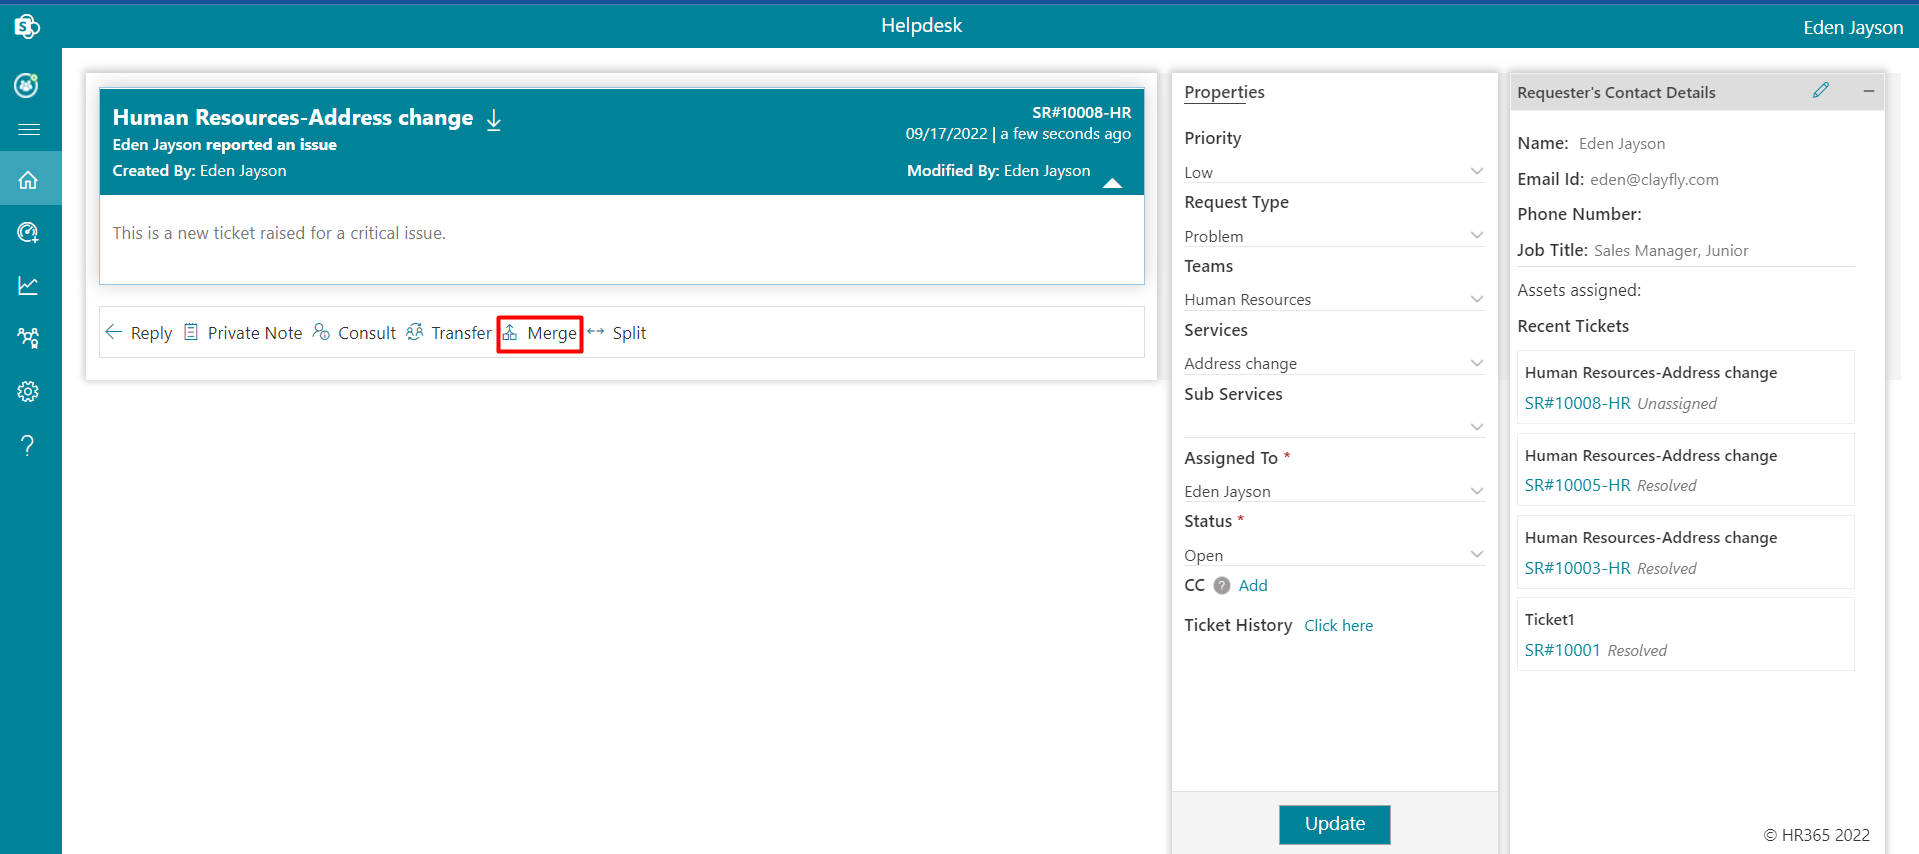 Helpdesk
Eden Jayson
Human Resources-Address change
SR#10008-HR
Eden Jayson reported an issue
09/17/2022 | a few seconds ago
Created By: Eden Jayson
Modified By: Eden Jayson
This is a new ticket raised for a critical issue.
Reply Private Note Consult Transfer Merge Split
Properties
Priority
Low
Request Type
Problem
Teams
Human Resources
Services
Address change
Sub Services
Assigned To *
Eden Jayson
Status *
Open
CC ? Add
Ticket History Click here
Update
Requester's Contact Details
Name: Eden Jayson
Email Id: eden@clayfly.com
Phone Number:
Job Title: Sales Manager, Junior
Assets assigned:
Recent Tickets
Human Resources-Address change
SR#10008-HR Unassigned
Human Resources-Address change
SR#10005-HR Resolved
Human Resources-Address change
SR#10003-HR Resolved
Ticket1
SR#10001 Resolved
© HR365 2022